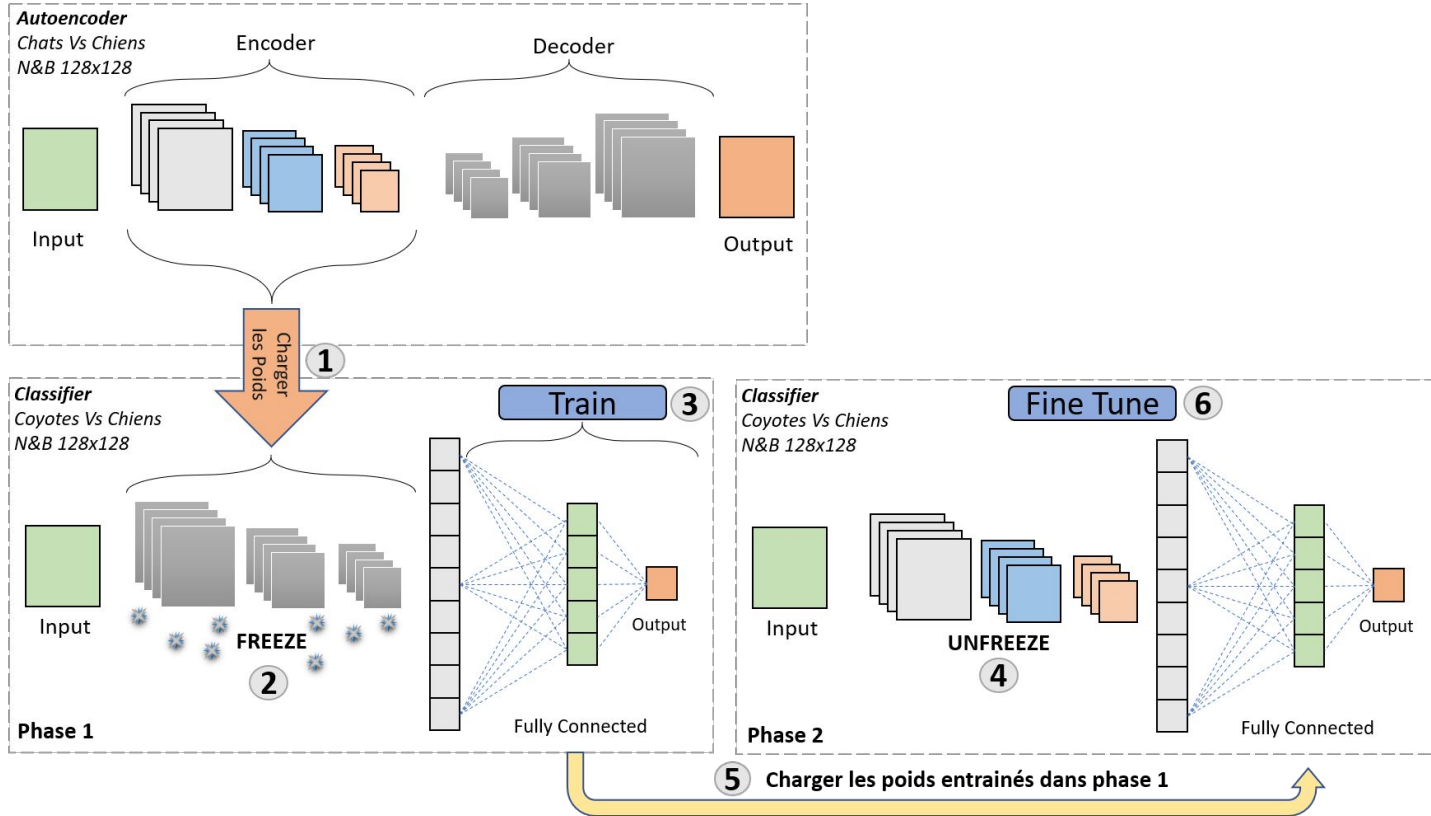 Autoencoder
Chats Vs Chiens
N&B 128x128
Encoder
Decoder
Input
Output
Charger
les Poids
1
Classifier
Coyotes Vs Chiens
N&B 128x128
Train
3
Input
FREEZE
2
Output
Fully Connected
Phase 1
Classifier
Coyotes Vs Chiens
N&B 128x128
Fine Tune
6
Input
UNFREEZE
4
Output
Fully Connected
Phase 2
5 Charger les poids entrainés dans phase 1